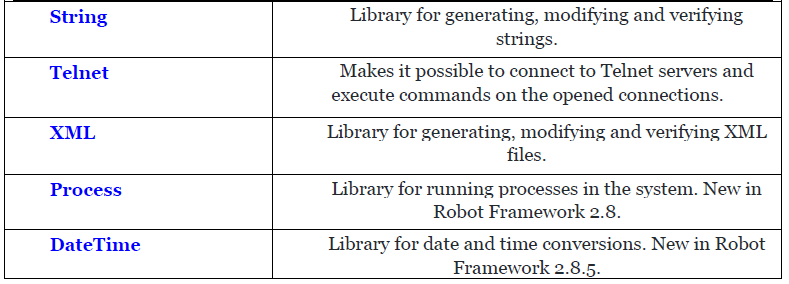 String
Library for generating, modifying and verifying
strings.
Telnet
Makes it possible to connect to Telnet servers and
execute commands on the opened connections.
XML
Library for generating, modifying and verifying XML
files.
Process
Library for running processes in the system. New in
Robot Framework 2.8.
DateTime
Library for date and time conversions. New in Robot
Framework 2.8.5.